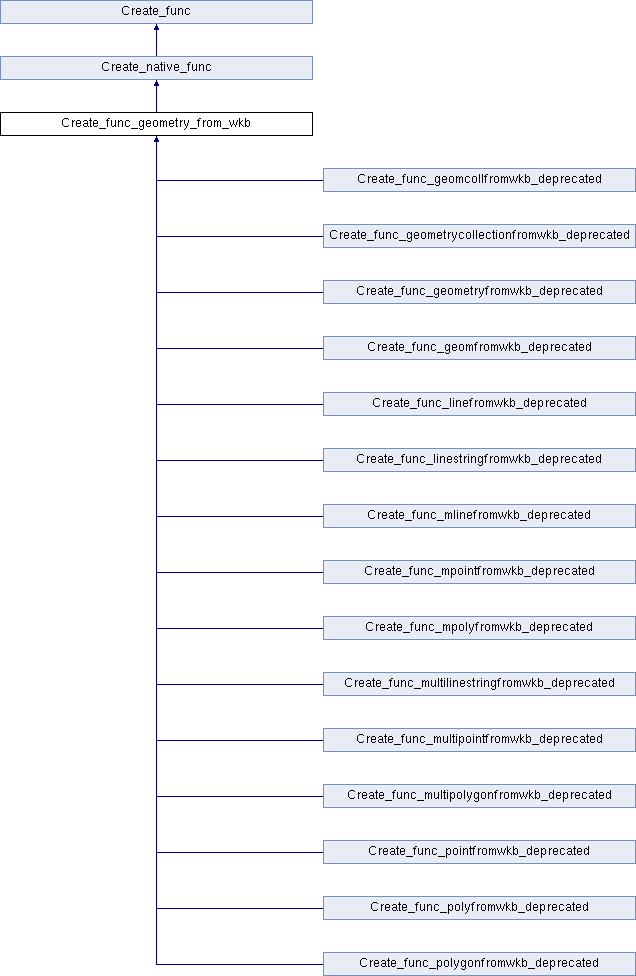 Create_func
Create_native_func
Create_func_geometry_from_wkb
Create_func_geomcollfromwkb_deprecated
Create_func_geometrycollectionfromwkb_deprecated
Create_func_geometryfromwkb_deprecated
Create_func_geomfromwkb_deprecated
Create_func_linefromwkb_deprecated
Create_func_linestringfromwkb_deprecated
Create_func_mlinefromwkb_deprecated
Create_func_mpointfromwkb_deprecated
Create_func_mpolyfromwkb_deprecated
Create_func_multilinestringfromwkb_deprecated
Create_func_multipointfromwkb_deprecated
Create_func_multipolygonfromwkb_deprecated
Create_func_pointfromwkb_deprecated
Create_func_polyfromwkb_deprecated
Create_func_polygonfromwkb_deprecated